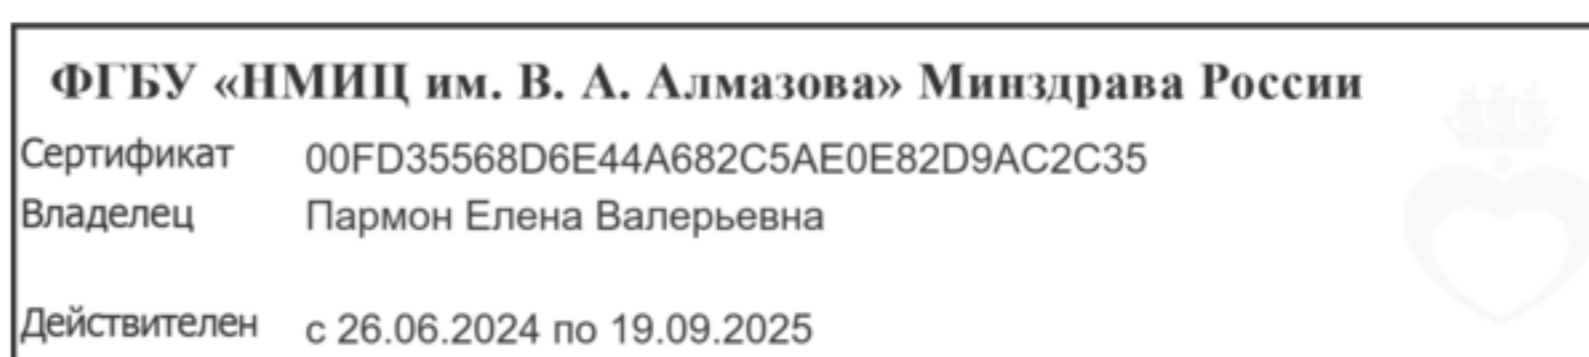 ФГБУ «НМИЦ им. В. А. Алмазова» Минздрава России
Сертификат 00FD35568D6E44A682C5AE0E82D9AC2C35
Владелец Пармон Елена Валерьевна
Действителен с 26.06.2024 по 19.09.2025